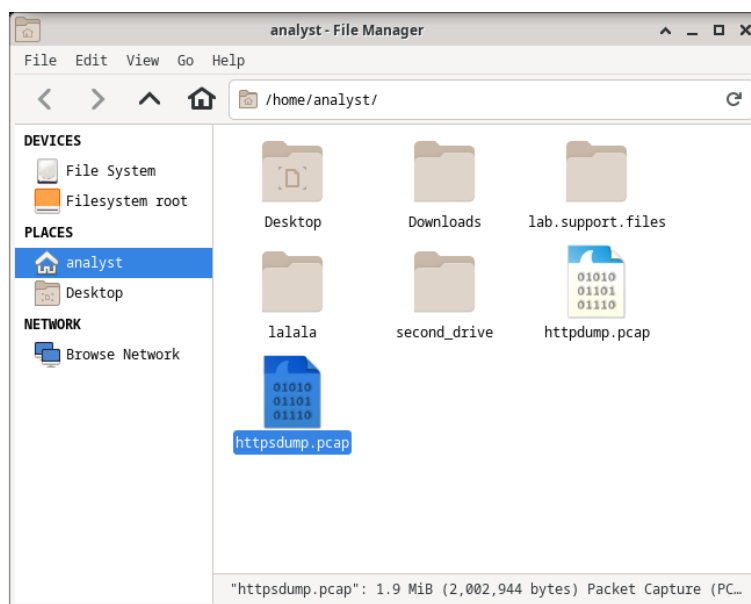 analyst - File Manager
File Edit View Go Help
/home/analyst/
DEVICES
File System
Filesystem root
PLACES
analyst
Desktop
NETWORK
Browse Network
Desktop Downloads lab.support.files
01010
01101
01110
lalala second_drive httpdump.pcap
01010
01101
01110
httpsdump.pcap
"httpsdump.pcap": 1.9 MiB (2,002,944 bytes) Packet Capture (PC…